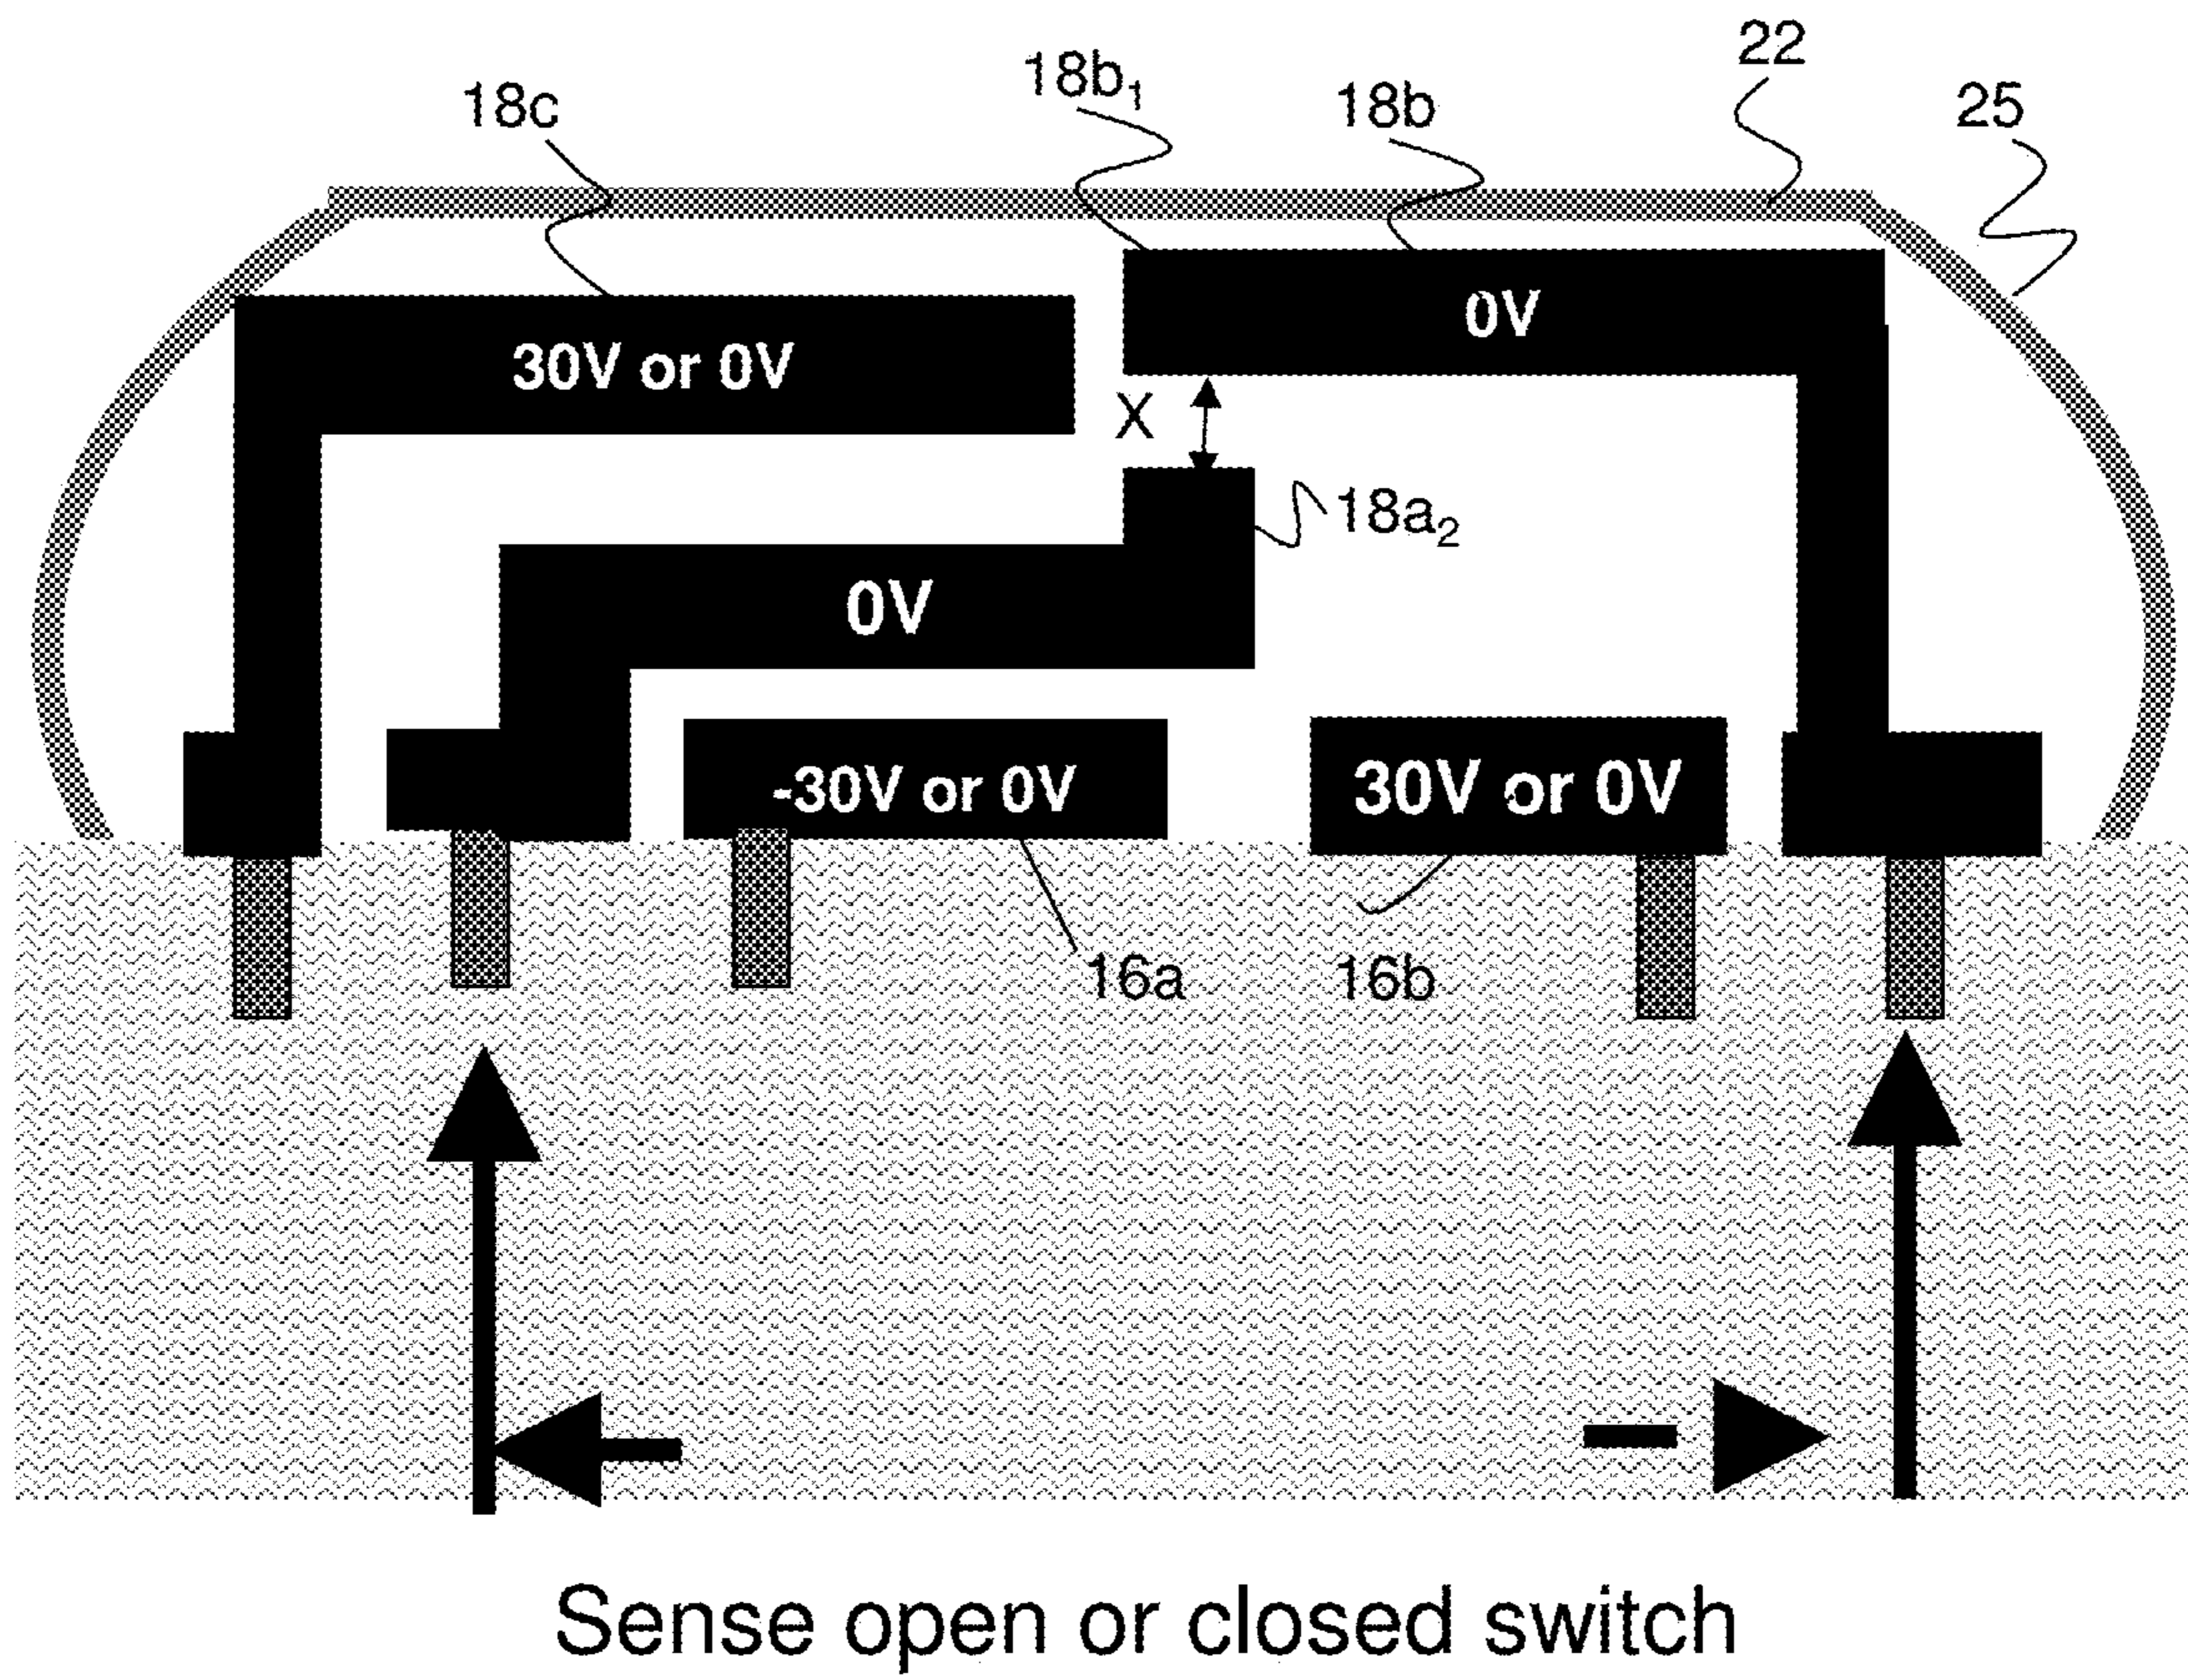 22
18b₁
18c
18b
25
0V
30V or 0V
X
18a₂
0V
-30V or 0V
30V or 0V
16a
16b
Sense open or closed switch